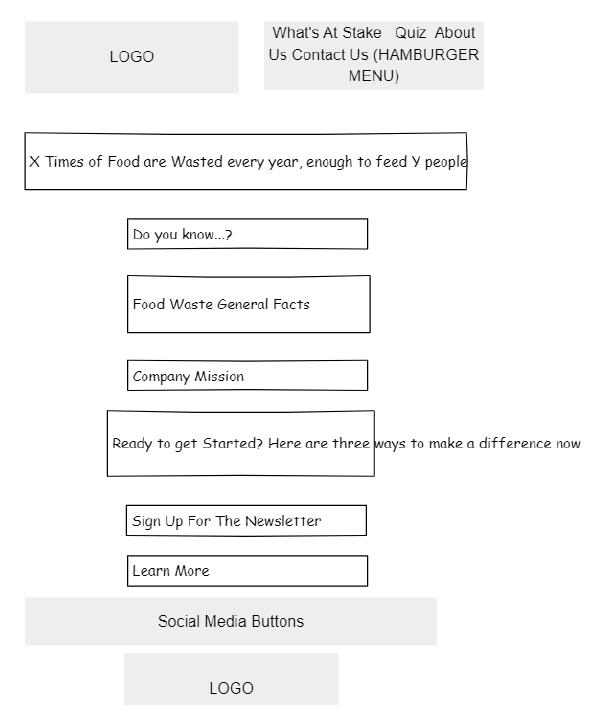 LOGO
What's At Stake   Quiz  About
Us Contact Us (HAMBURGER
MENU)
X Times of Food are Wasted every year, enough to feed Y people
Do you know...?
Food Waste General Facts
Company Mission
Ready to get Started? Here are three ways to make a difference now
Sign Up For The Newsletter
Learn More
Social Media Buttons
LOGO